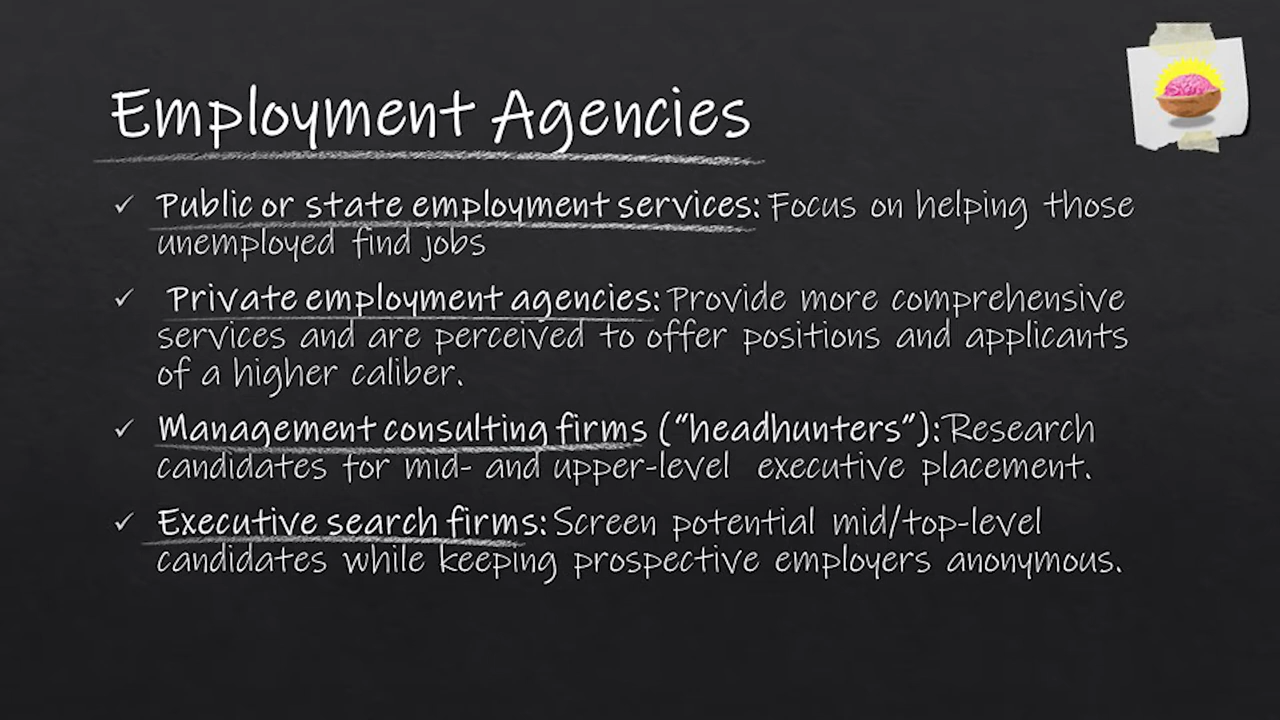 Employment Agencies
✓ Public or state employment services: Focus on helping those
unemployed find jobs
✓ Private employment agencies: Provide more comprehensive
services and are perceived to offer positions and applicants
of a higher caliber.
✓ Management consulting firms (“headhunters”): Research
candidates for mid- and upper-level executive placement.
✓ Executive search firms: Screen potential mid/top-level
candidates while keeping prospective employers anonymous.